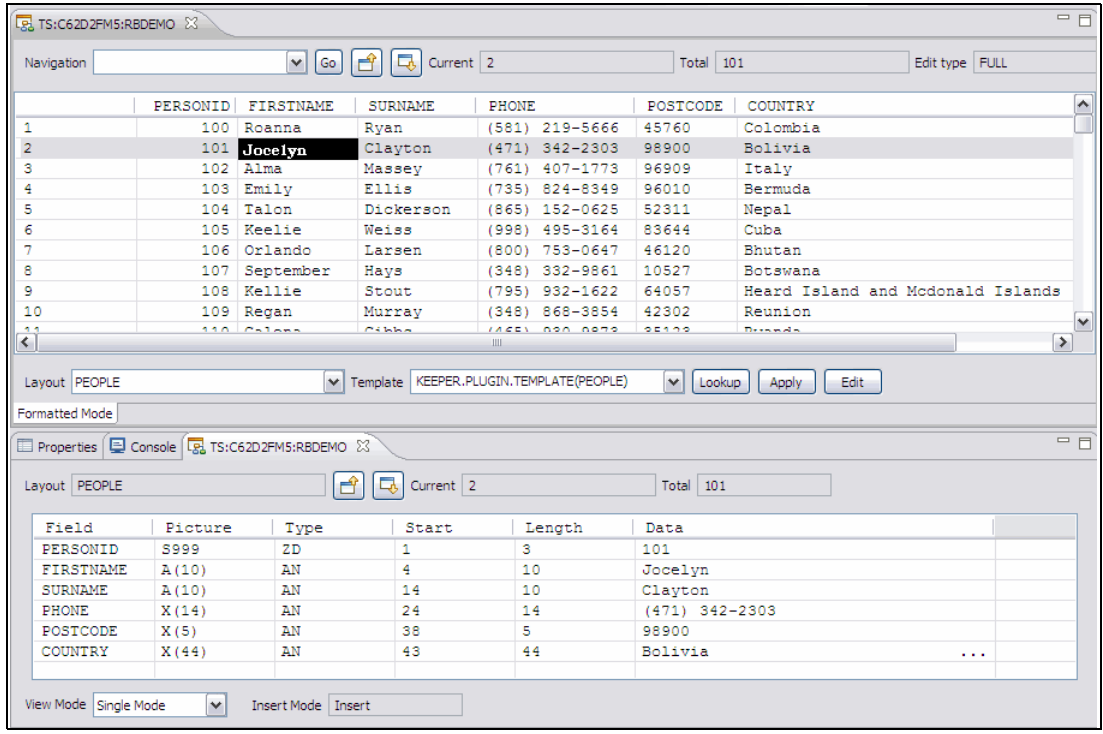 TS:C62D2FM5:RBDEMO
Navigation Go Current 2 Total 101 Edit type FULL
PERSONID FIRSTNAME SURNAME PHONE POSTCODE COUNTRY
1 100 Roanna Ryan (581) 219-5666 45760 Colombia
2 101 Jocelyn Clayton (471) 342-2303 98900 Bolivia
3 102 Alma Massey (761) 407-1773 96909 Italy
4 103 Emily Ellis (735) 824-8349 96010 Bermuda
5 104 Talon Dickerson (865) 152-0625 52311 Nepal
6 105 Keelie Weiss (998) 495-3164 83644 Cuba
7 106 Orlando Larsen (800) 753-0647 46120 Bhutan
8 107 September Hays (348) 332-9861 10527 Botswana
9 108 Kellie Stout (795) 932-1622 64057 Heard Island and Mcdonald Islands
10 109 Regan Murray (348) 868-3854 42302 Reunion
11 110
Layout PEOPLE Template KEEPER.PLUGIN.TEMPLATE(PEOPLE) Lookup Apply Edit
Formatted Mode
Properties Console TS:C62D2FM5:RBDEMO
Layout PEOPLE Current 2 Total 101
Field Picture Type Start Length Data
PERSONID S999 ZD 1 3 101
FIRSTNAME A(10) AN 4 10 Jocelyn
SURNAME A(10) AN 14 10 Clayton
PHONE X(14) AN 24 14 (471) 342-2303
POSTCODE X(5) AN 38 5 98900
COUNTRY X(44) AN 43 44 Bolivia ...
View Mode Single Mode Insert Mode Insert